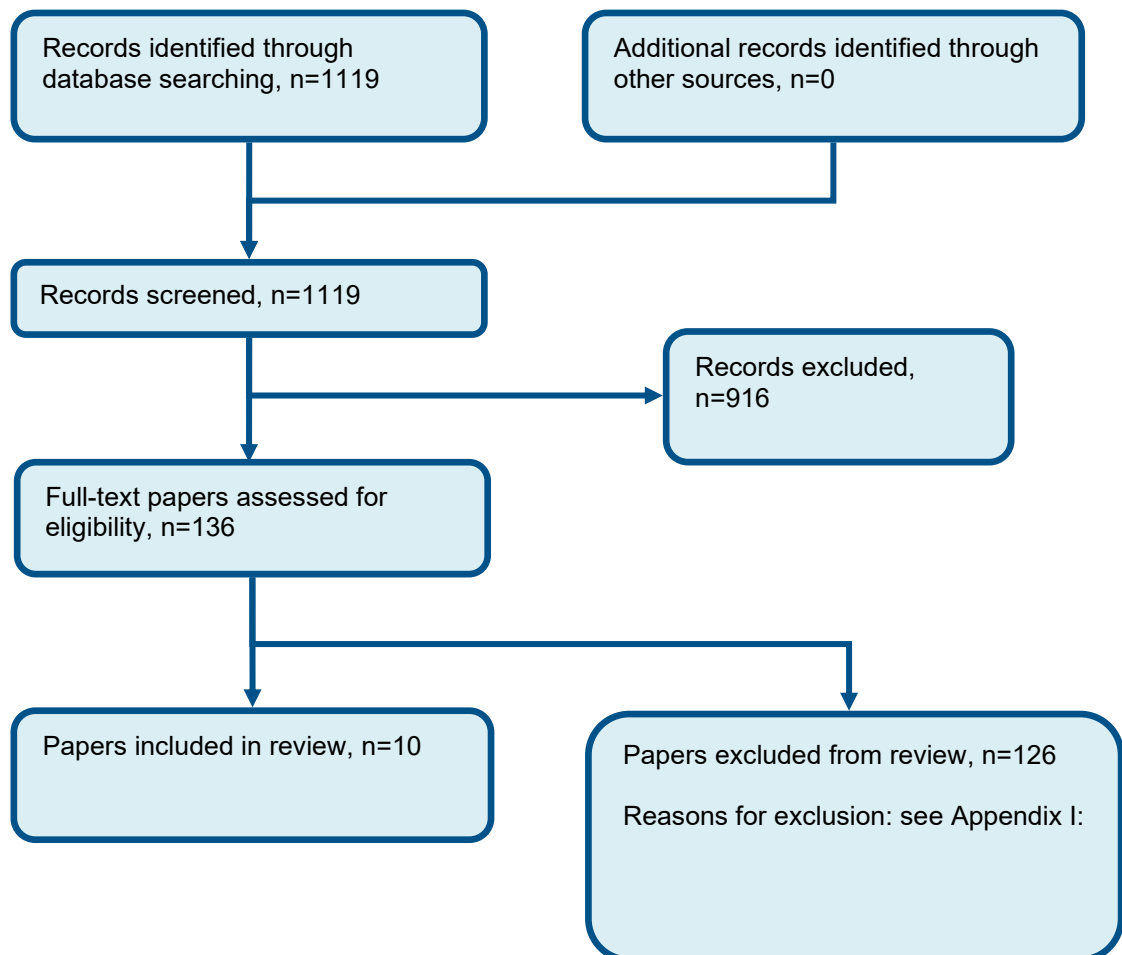 Records identified through
database searching, n=1119
Additional records identified through
other sources, n=0
Records screened, n=1119
Records excluded,
n=916
Full-text papers assessed for
eligibility, n=136
Papers included in review, n=10
Papers excluded from review, n=126
Reasons for exclusion: see Appendix I: